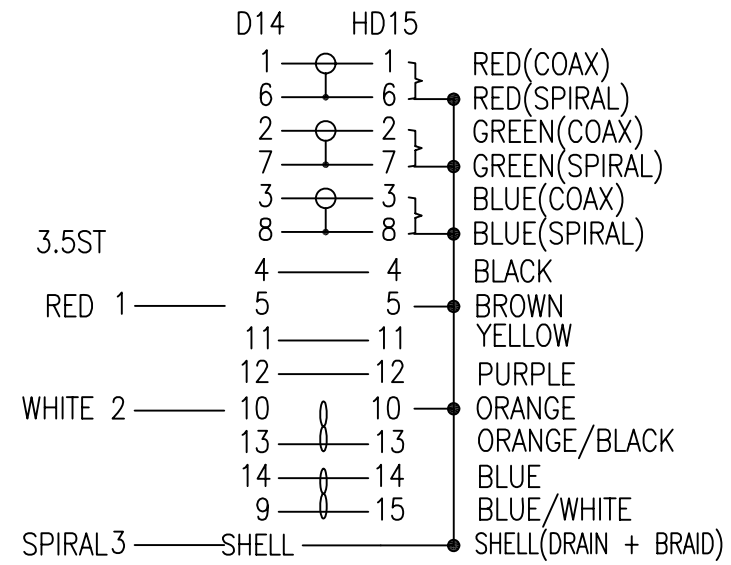 D14 HD15
1 1 RED(COAX)
6 6 RED(SPIRAL)
2 2 GREEN(COAX)
7 7 GREEN(SPIRAL)
3 3 BLUE(COAX)
8 8 BLUE(SPIRAL)
3.5ST
4 4 BLACK
RED 1 5 5 BROWN
11 11 YELLOW
12 12 PURPLE
WHITE 2 10 10 ORANGE
13 13 ORANGE/BLACK
14 14 BLUE
9 15 BLUE/WHITE
SPIRAL 3 SHELL SHELL(DRAIN + BRAID)